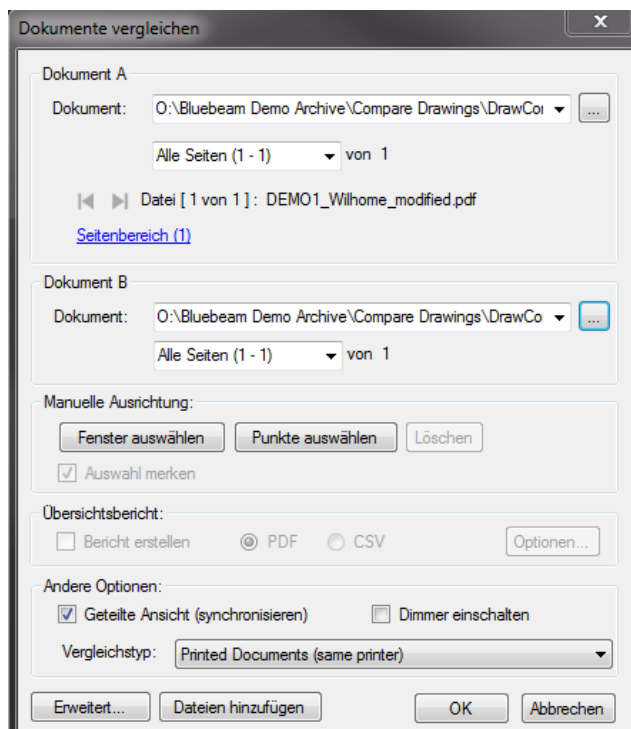 Dokumente vergleichen
Dokument A
Dokument: O:\Bluebeam Demo Archive\Compare Drawings\DrawCo ...
Alle Seiten (1 - 1) von 1
Datei [ 1 von 1 ] : DEMO1_Wilhome_modified.pdf
Seitenbereich (1)
Dokument B
Dokument: O:\Bluebeam Demo Archive\Compare Drawings\DrawCo ...
Alle Seiten (1 - 1) von 1
Manuelle Ausrichtung:
Fenster auswählen Punkte auswählen Löschen
Auswahl merken
Übersichtsbericht:
Bericht erstellen PDF CSV Optionen...
Andere Optionen:
Geteilte Ansicht (synchronisieren) Dimmer einschalten
Vergleichstyp: Printed Documents (same printer)
Erweitert... Dateien hinzufügen OK Abbrechen